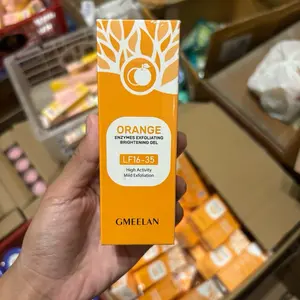 ORANGE
ENZYMES EXFOLIATING
BRIGHTENING GEL
LF16-35
High Activity
Mild Exfoliation
GMEELAN